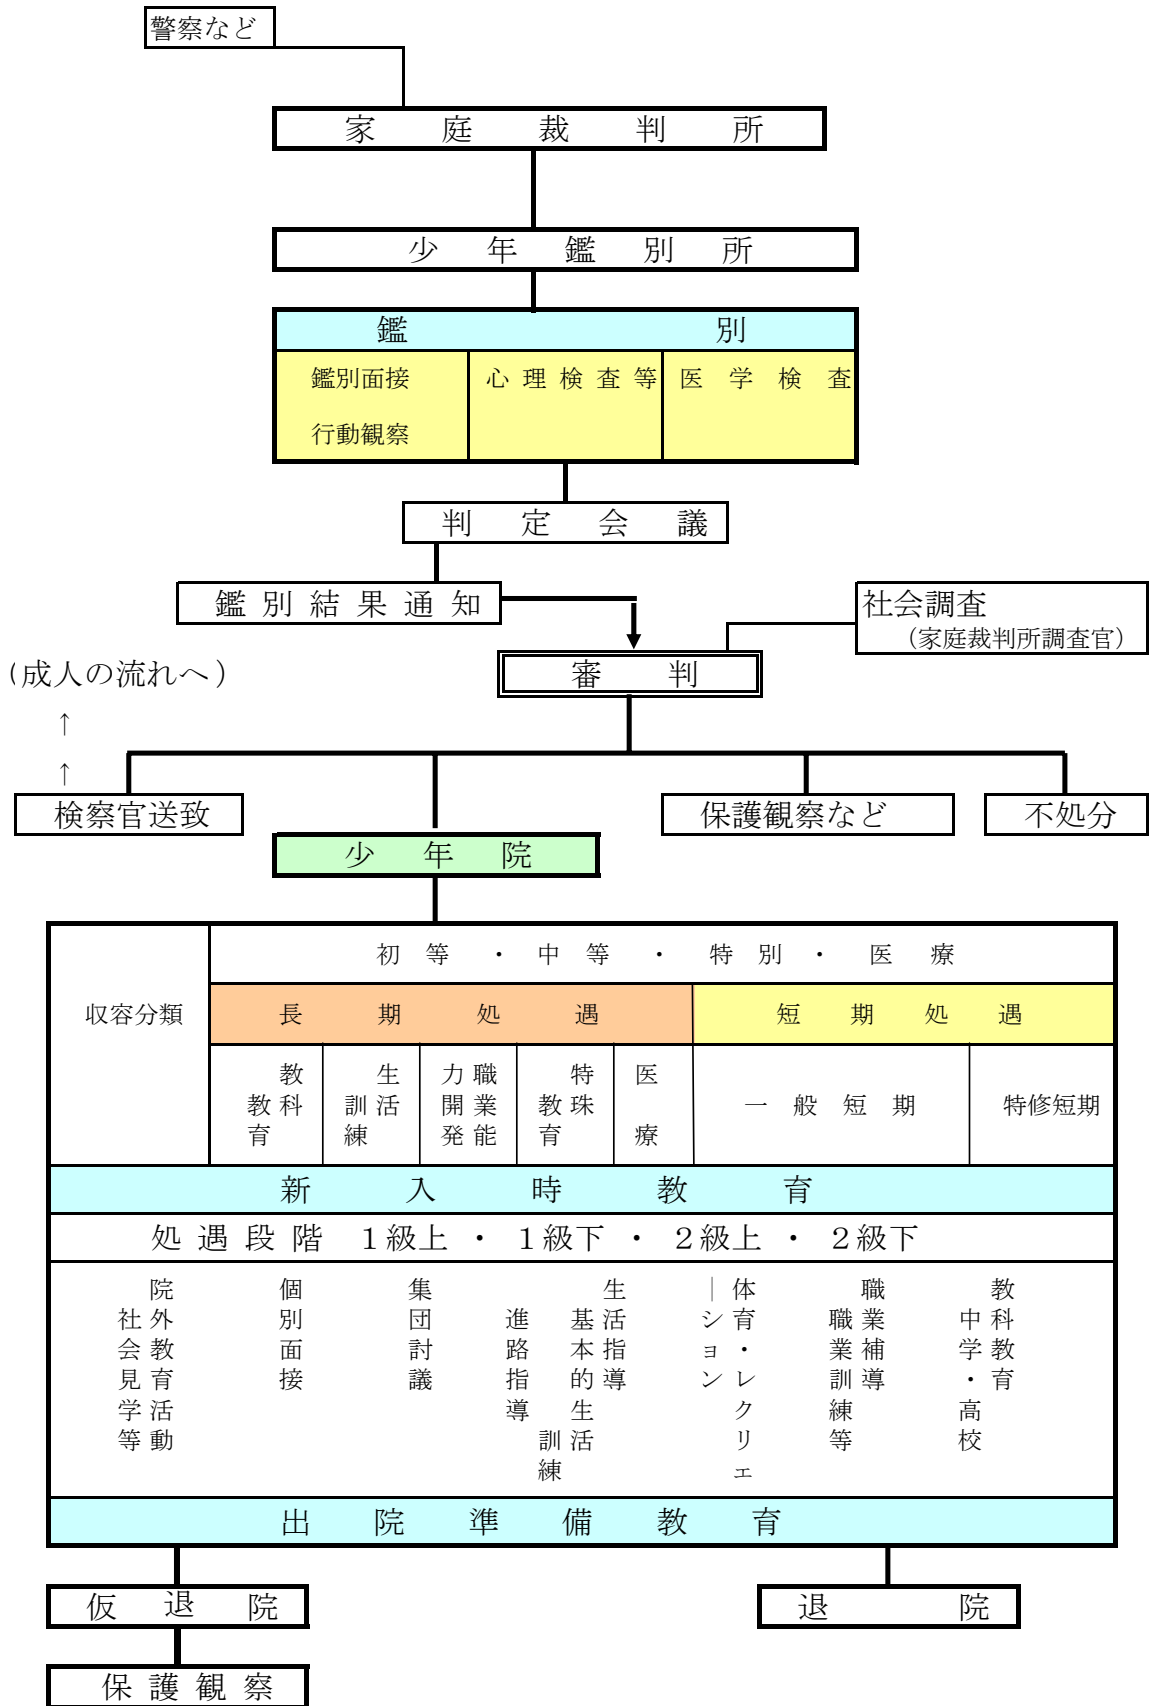 警察など
家庭裁判所
少年鑑別所
鑑別
鑑別面接
行動観察
心理検査等
医学検査
判定会議
鑑別結果通知
社会調査
（家庭裁判所調査官）
審判
(成人の流れへ)
↑
↑
検察官送致
少年院
保護観察など
不処分
収容分類
初等・中等・特別・医療
長期処遇
短期処遇
教科教育
生活訓練
職業能力開発
特殊教育
医療
一般短期
特修短期
新入時教育
処遇段階 １級上・１級下・２級上・２級下
教科教育
中学・高校
職業補導
職業訓練等
体育・レクリエ
―ション
生活指導
基本的生活
訓練
進路指導
集団討議
個別面接
院外教育活動
社会見学等
出院準備教育
仮退院
退院
保護観察